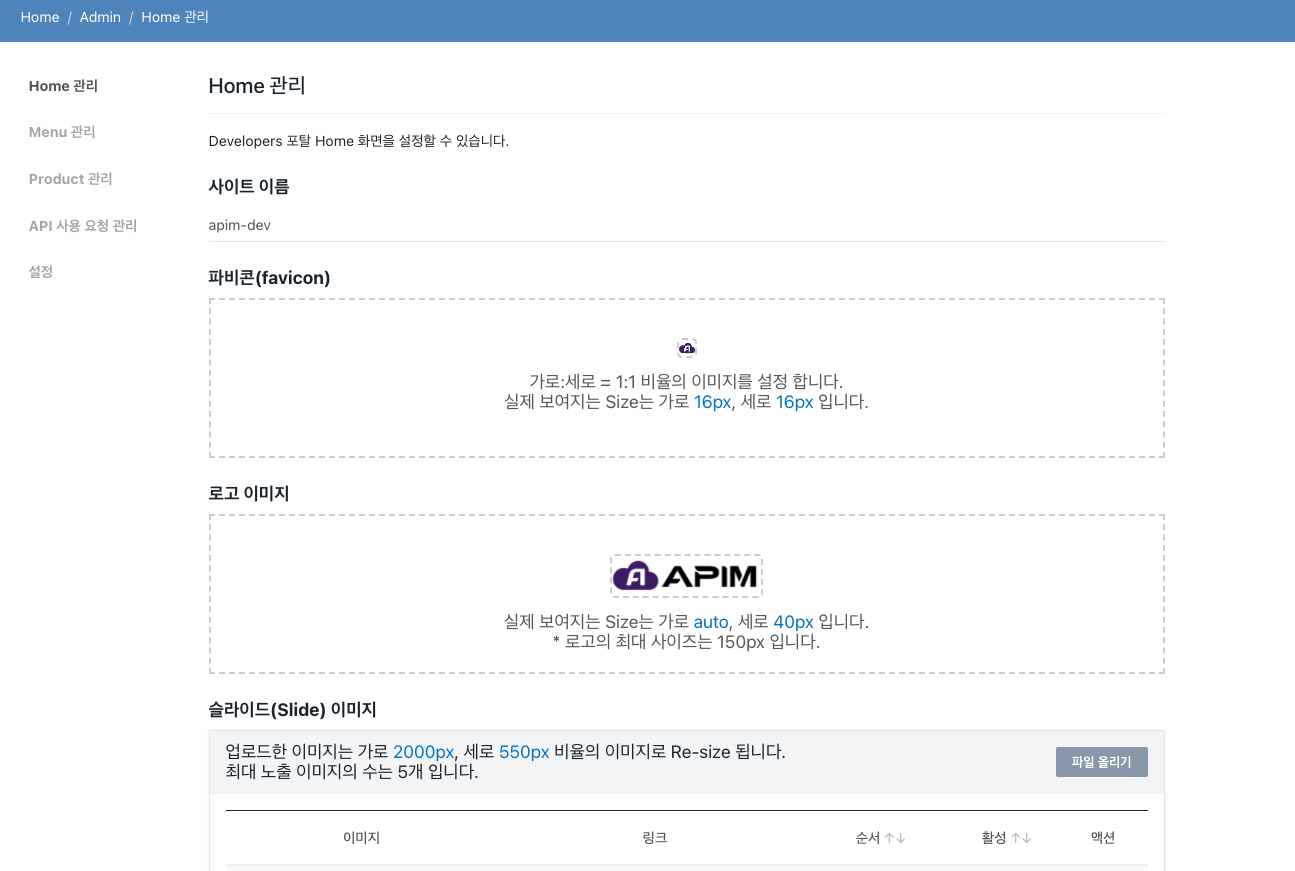 Home / Admin / Home 관리
Home 관리
Menu 관리
Product 관리
API 사용 요청 관리
설정
Home 관리
Developers 포탈 Home 화면을 설정할 수 있습니다.
사이트 이름
apim-dev
파비콘(favicon)
가로:세로 = 1:1 비율의 이미지를 설정 합니다.
실제 보여지는 Size는 가로 16px, 세로 16px 입니다.
로고 이미지
APIM
실제 보여지는 Size는 가로 auto, 세로 40px 입니다.
* 로고의 최대 사이즈는 150px 입니다.
슬라이드(Slide) 이미지
업로드한 이미지는 가로 2000px, 세로 550px 비율의 이미지로 Re-size 됩니다.
최대 노출 이미지의 수는 5개 입니다.
파일 올리기
이미지 링크 순서 ↑↓ 활성 ↑↓ 액션